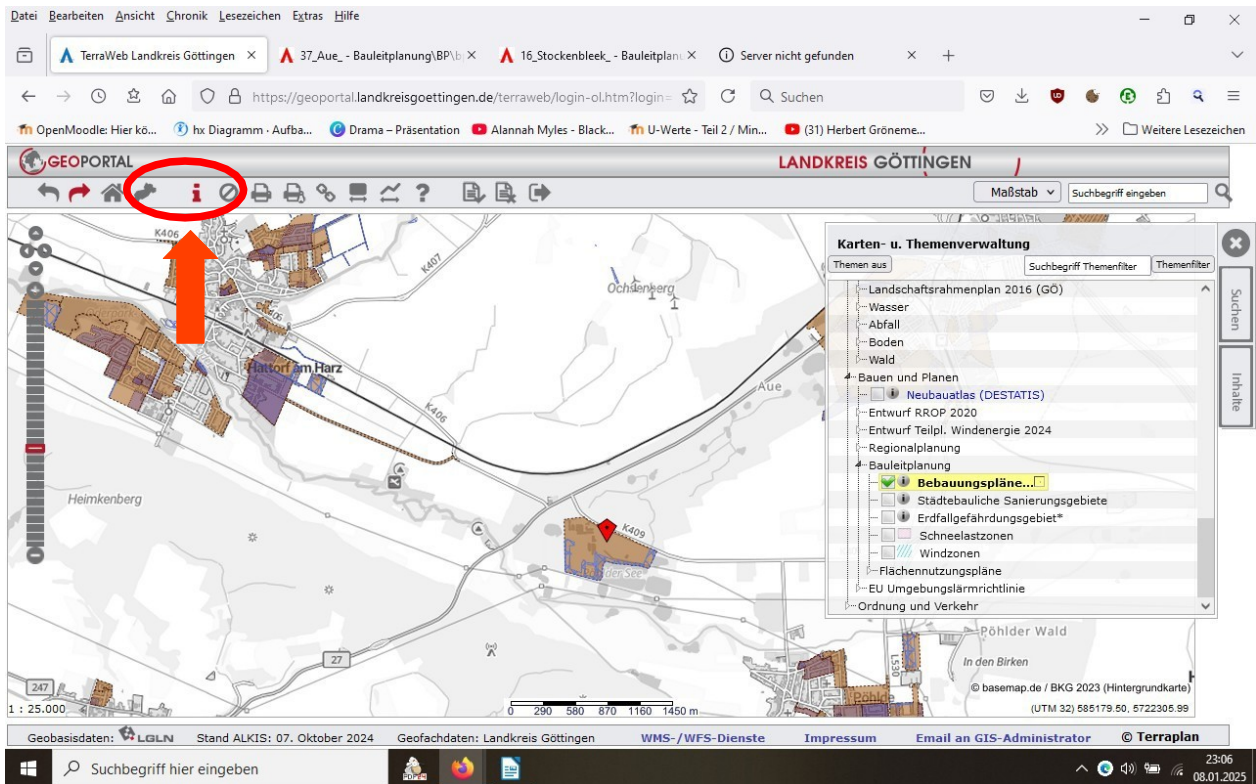 Datei Bearbeiten Ansicht Chronik Lesezeichen Extras Hilfe
TerraWeb Landkreis Göttingen
37_Aue_ - Bauleitplanung\BP\b
16_Stockenbleek_ - Bauleitplanu
Server nicht gefunden
https://geoportal.landkreisgoettingen.de/terraweb/login-ol.htm?login=
Suchen
OpenMoodle: Hier kö...
hx Diagramm · Aufba...
Drama – Präsentation
Alannah Myles - Black...
U-Werte - Teil 2 / Min...
(31) Herbert Gröneme...
Weitere Lesezeichen
GEOPORTAL
LANDKREIS GÖTTINGEN
Maßstab
Suchbegriff eingeben
Karten- u. Themenverwaltung
Themen aus
Suchbegriff Themenfilter
Themenfilter
Landschaftsrahmenplan 2016 (GÖ)
Wasser
Abfall
Boden
Wald
Bauen und Planen
Neubauatlas (DESTATIS)
Entwurf RROP 2020
Entwurf Teilpl. Windenergie 2024
Regionalplanung
Bauleitplanung
Bebauungspläne...
Städtebauliche Sanierungsgebiete
Erdfallgefährdungsgebiet*
Schneelastzonen
Windzonen
Flächennutzungspläne
EU Umgebungslärmrichtlinie
Ordnung und Verkehr
Suchen
Inhalte
K406
K407
Ochsenberg
Hattorf am Harz
Aue
K406
Heimkenberg
K409
der See
27
247
L530
Pöhlder Wald
In den Birken
Pöhlde
1 : 25.000
0 290 580 870 1160 1450 m
© basemap.de / BKG 2023 (Hintergrundkarte)
(UTM 32) 585179.50, 5722305.99
Geobasisdaten: LGLN
Stand ALKIS: 07. Oktober 2024
Geofachdaten: Landkreis Göttingen
WMS-/WFS-Dienste
Impressum
Email an GIS-Administrator
© Terraplan
Suchbegriff hier eingeben
23:06
08.01.2025